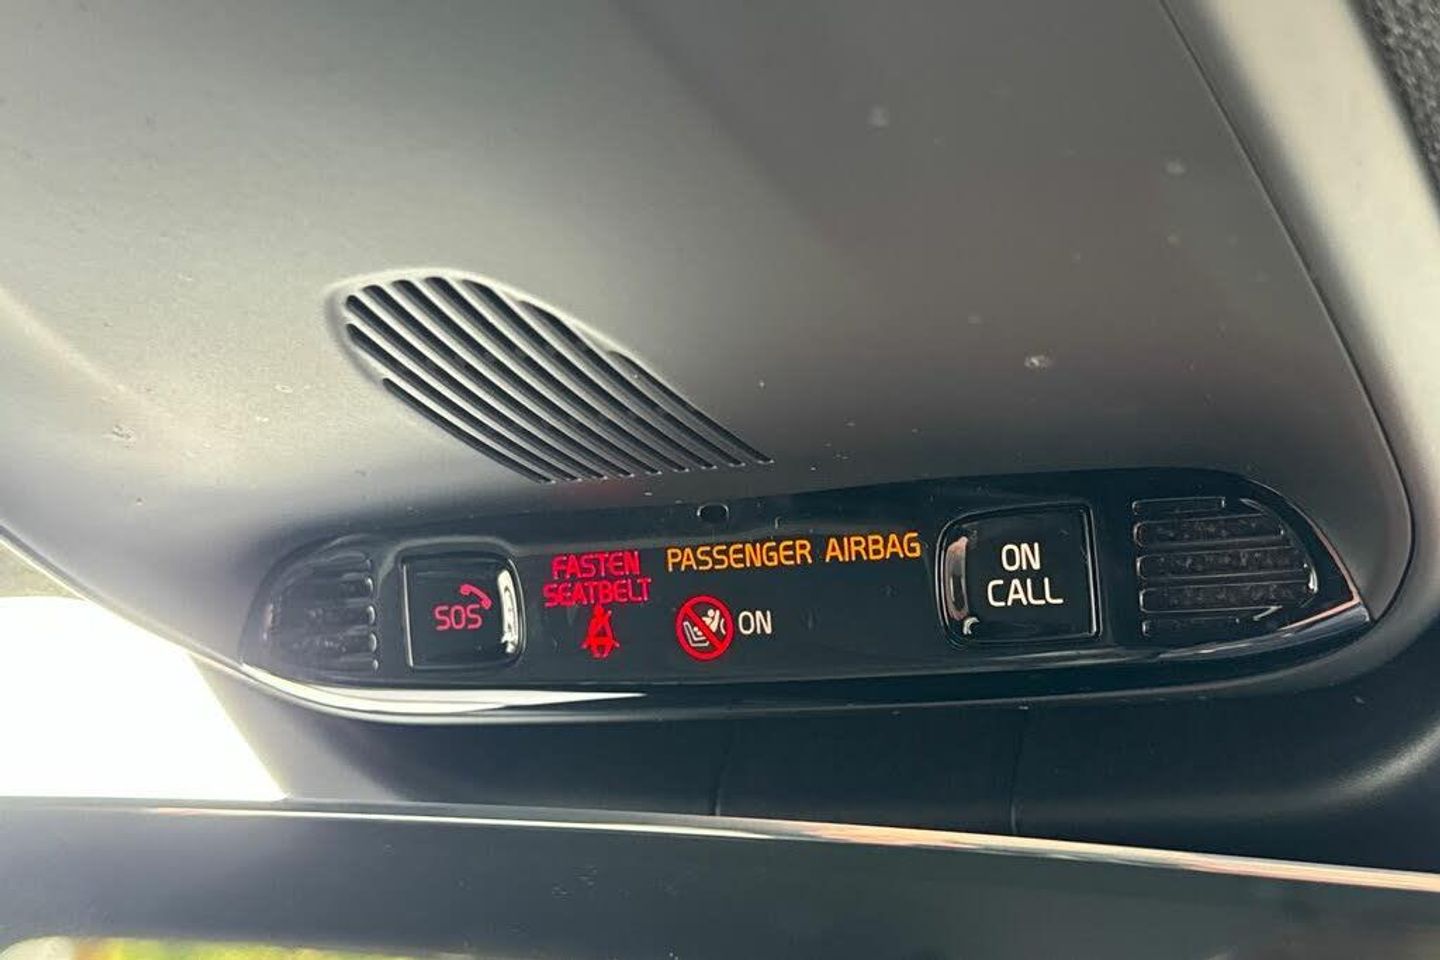 SOS
FASTEN
SEATBELT
PASSENGER AIRBAG
ON
ON
CALL